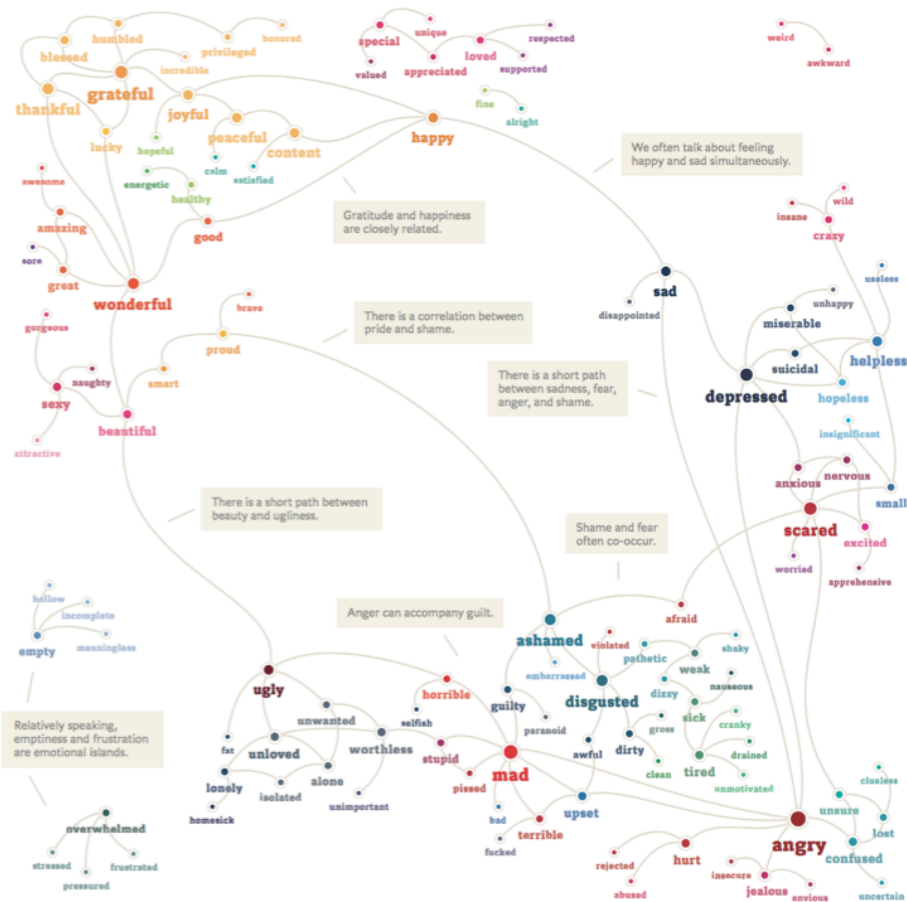 humbled
honored
blessed
privileged
incredible
thankful
grateful
joyful
lucky
hopeful
peaceful
content
calm
satisfied
happy
special
unique
loved
respected
valued
appreciated
supported
fine
alright
weird
awkward
We often talk about feeling
happy and sad simultaneously.
awesome
energetic
healthy
Gratitude and happiness
are closely related.
amazing
good
sore
great
wonderful
insane
wild
crazy
useless
sad
disappointed
unhappy
miserable
helpless
suicidal
depressed
hopeless
insignificant
gorgeous
brave
There is a correlation between
pride and shame.
proud
naughty
smart
sexy
beautiful
attractive
There is a short path
between sadness, fear,
anger, and shame.
anxious
nervous
small
scared
excited
worried
apprehensive
There is a short path between
beauty and ugliness.
Shame and fear
often co-occur.
Anger can accompany guilt.
hollow
incomplete
empty
meaningless
afraid
ashamed
violated
embarrassed
pathetic
shaky
weak
dizzy
nauseous
disgusted
ugly
horrible
guilty
selfish
paranoid
sick
gross
cranky
Relatively speaking,
emptiness and frustration
are emotional islands.
unwanted
fat
unloved
worthless
stupid
mad
awful
dirty
drained
tired
clean
unmotivated
lonely
isolated
alone
unimportant
homesick
pissed
upset
bad
terrible
fucked
overwhelmed
stressed
frustrated
pressured
clueless
unsure
lost
angry
confused
hurt
rejected
abused
insecure
jealous
envious
uncertain